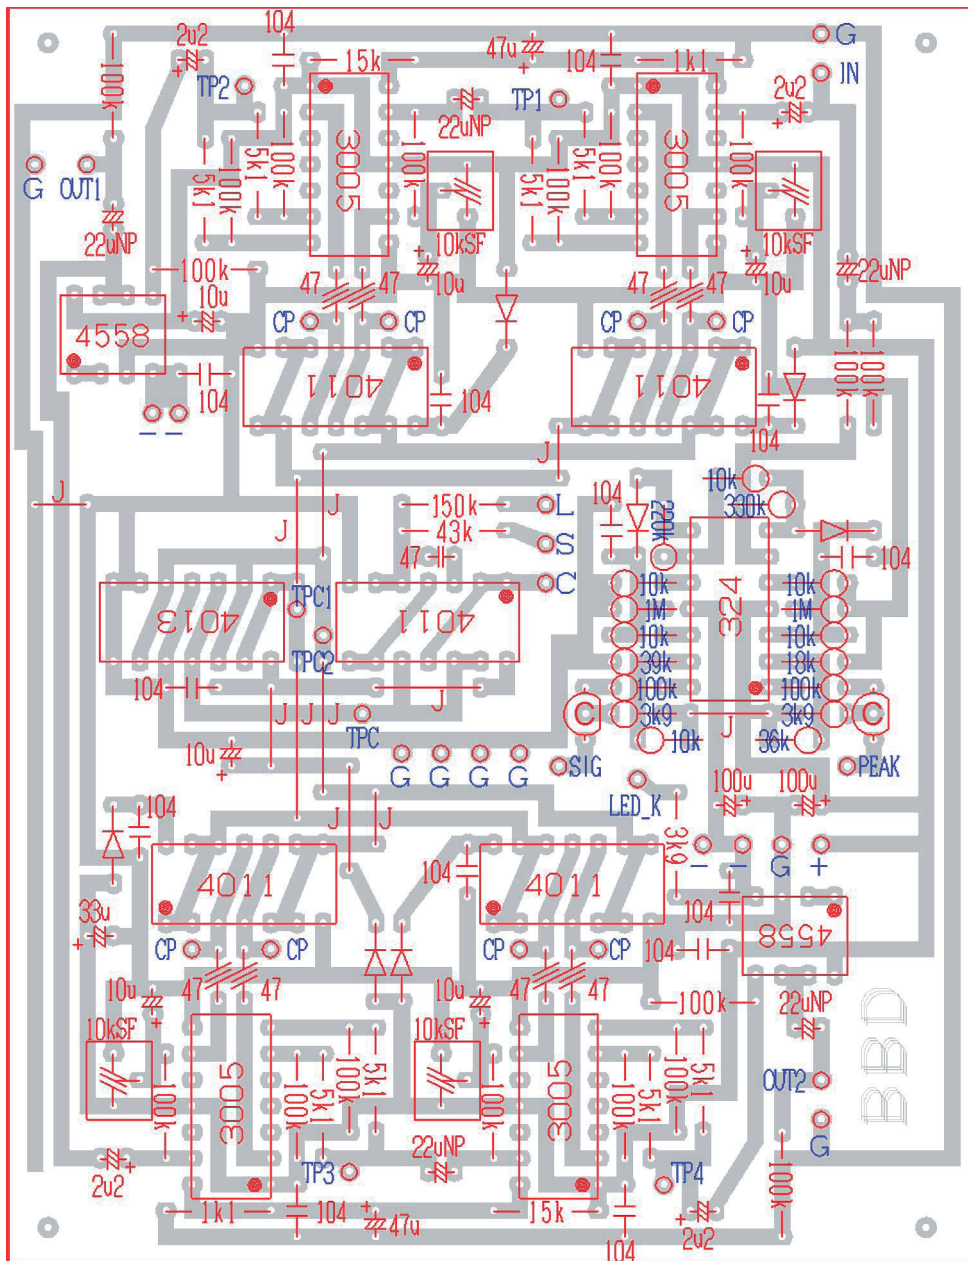 104
2u2
100k
15k
47u
104
1k1
G
TP2
TP1
JN
2u2
22uNP
3005
3005
5k1
100k
5k1
100k
100k
5k1
100k
5k1
100k
100k
G
OUT1
22uNP
10kSF
10kSF
100k
47
47
10u
47
47
10u
22uNP
10u
4558
CP
CP
CP
CP
104
4011
104
4011
104
100k
100k
J
J
J
J
150k
L
104
220k
10k
330k
43k
S
47
C
104
4013
TPC1
4011
TPC2
324
10k
1M
10k
39k
100k
3k9
10k
10k
1M
10k
18k
100k
3k9
36k
104
J
J
J
J
TPC
J
C
C
10u
G
G
G
G
SIG
LED_K
PEAK
100u
100u
104
J
J
3k9
-
-
G
+
4011
104
4011
104
33u
CP
CP
CP
CP
104
4558
10u
47
47
10u
47
47
100k
22uNP
10kSF
10kSF
100k
3005
100k
5k1
100k
5k1
100k
3005
100k
5k1
100k
5k1
OUT2
G
BBD
2u2
TP3
22uNP
TP4
100k
1k1
104
47u
15k
104
2u2